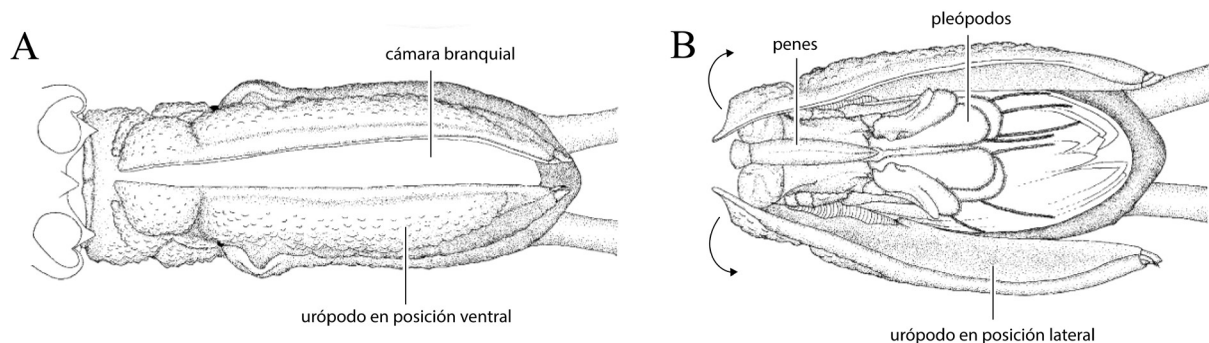 A
cámara branquial
urópodo en posición ventral
B
penes
pleópodos
urópodo en posición lateral